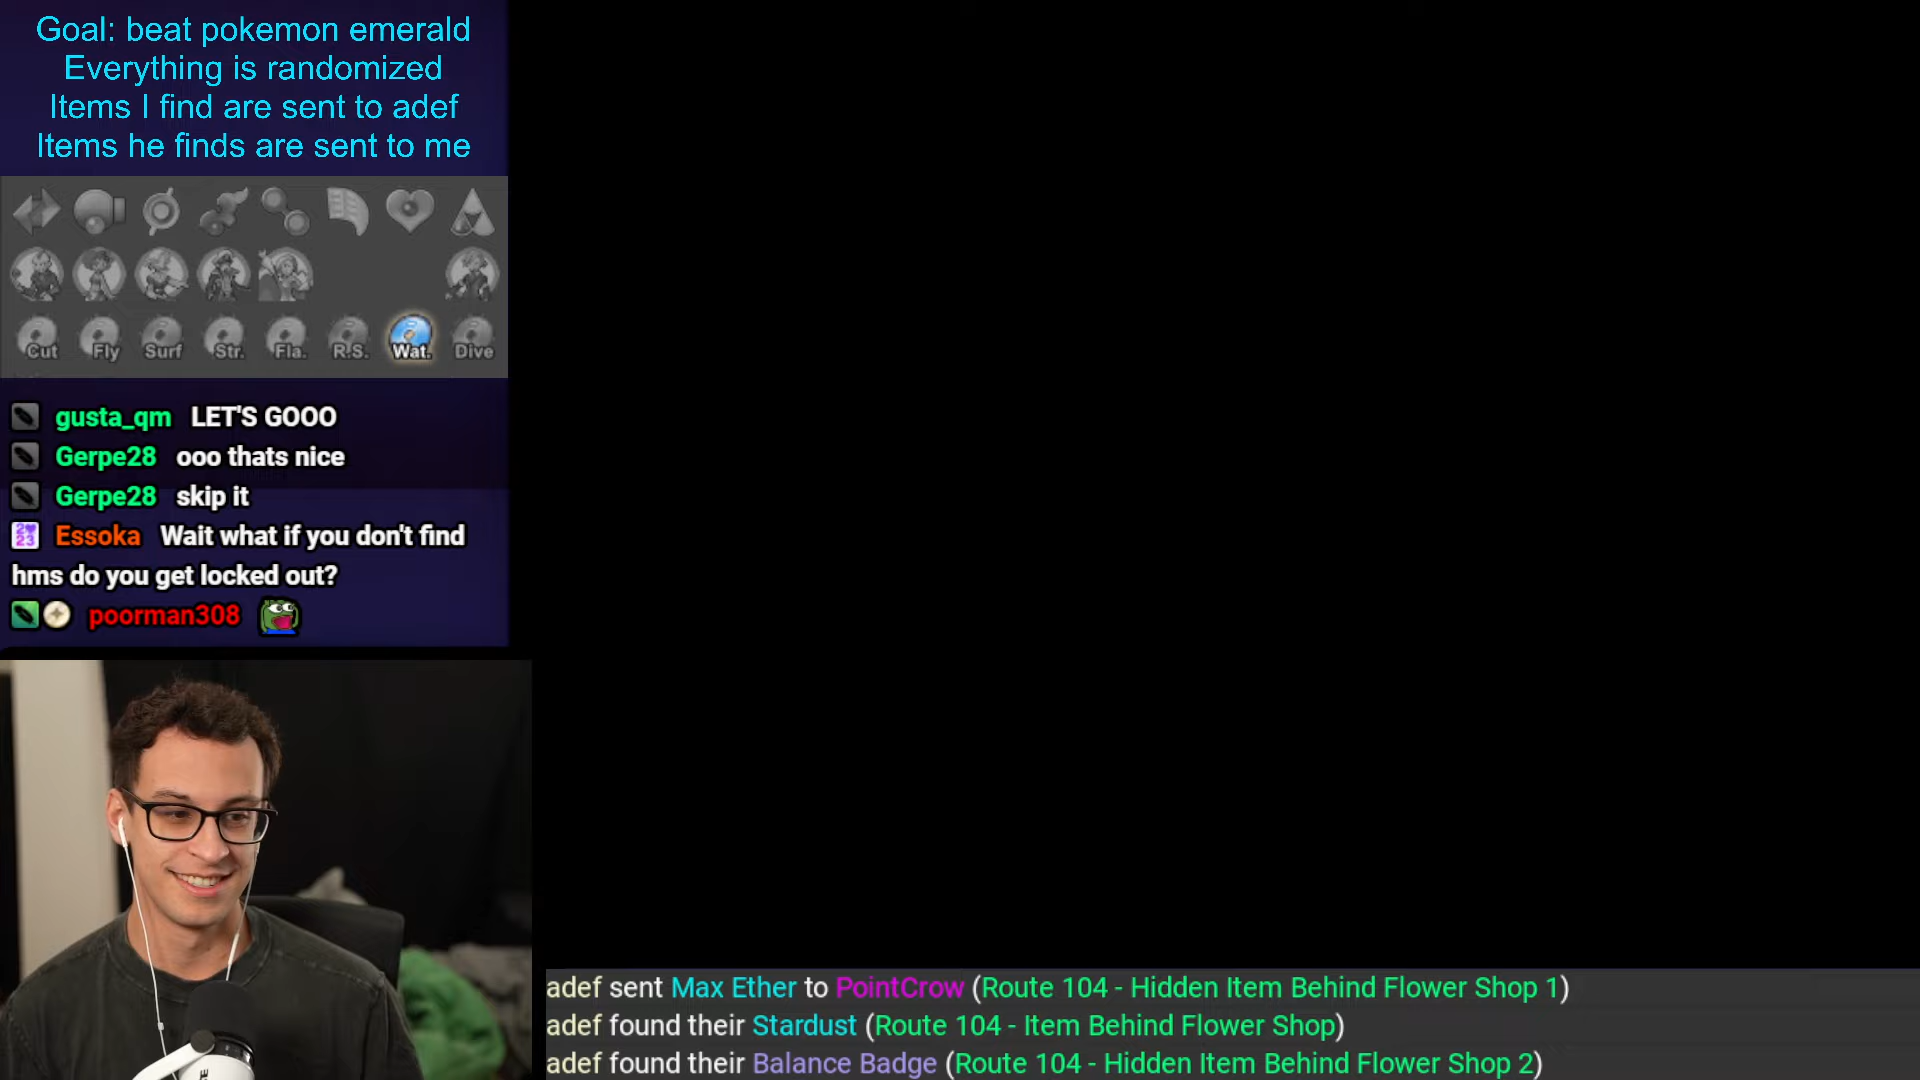 Goal: beat pokemon emerald
Everything is randomized
Items I find are sent to adef
Items he finds are sent to me
Cut Fly Surf Str. Fla. R.S. Wat. Dive
gusta_qm LET'S GOOO
Gerpe28 ooo thats nice
Gerpe28 skip it
Essoka Wait what if you don't find
hms do you get locked out?
poorman308
adef sent Max Ether to PointCrow (Route 104 - Hidden Item Behind Flower Shop 1)
adef found their Stardust (Route 104 - Item Behind Flower Shop)
adef found their Balance Badge (Route 104 - Hidden Item Behind Flower Shop 2)